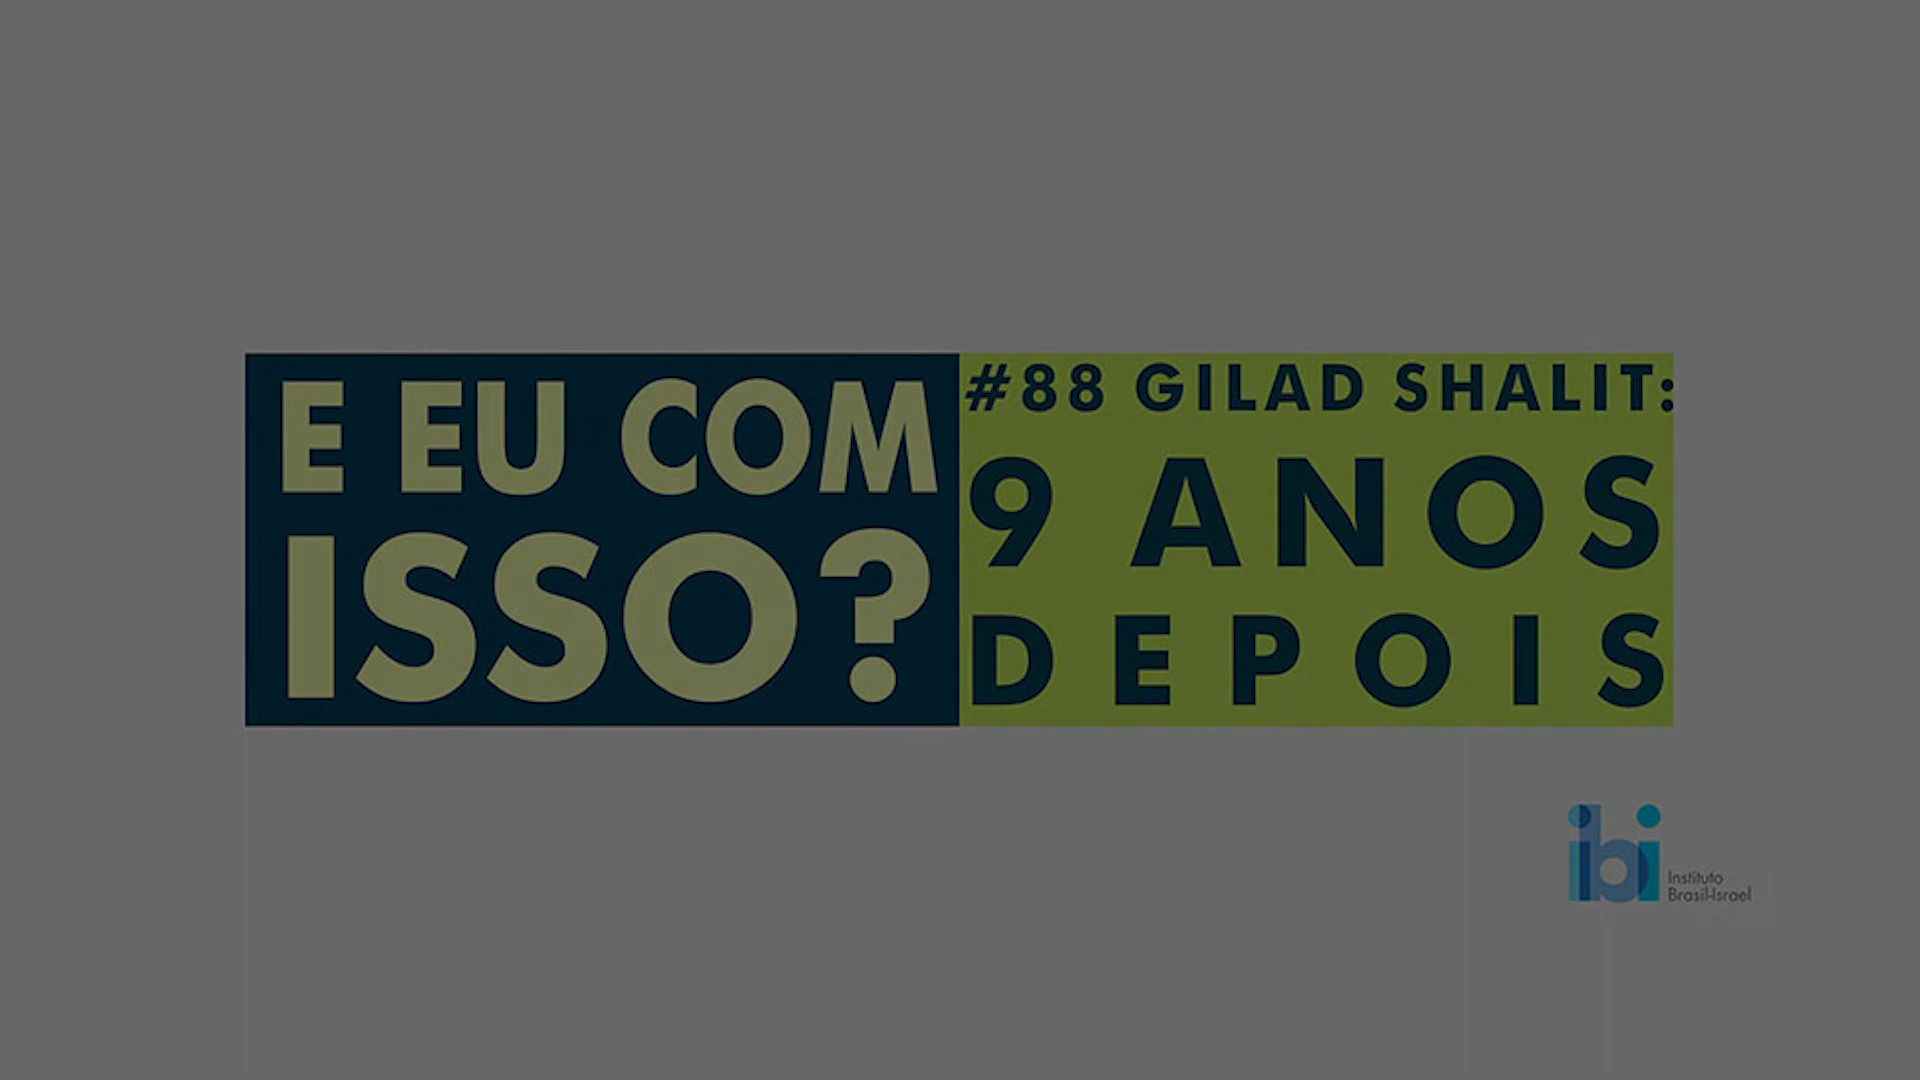 E EU COM
ISSO?
#88 GILAD SHALIT:
9 ANOS
DEPOIS
ibi
Instituto
Brasil-Israel